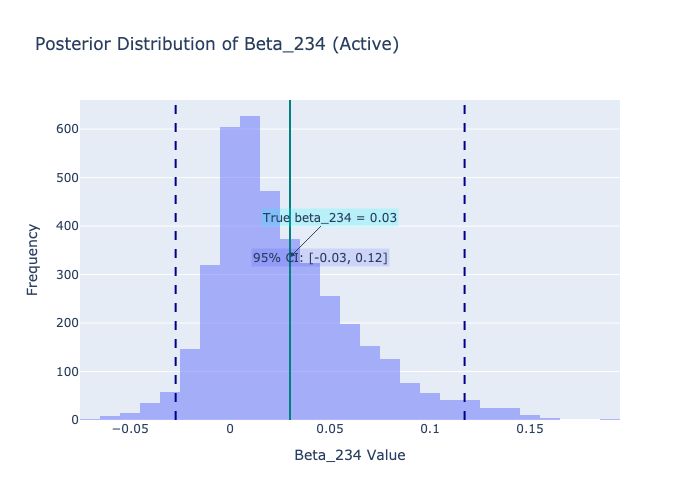 Posterior Distribution of Beta_234 (Active)
600
500
400
300
200
100
0
Frequency
True beta_234 = 0.03
95% CI: [-0.03, 0.12]
−0.05
0
0.05
0.1
0.15
Beta_234 Value